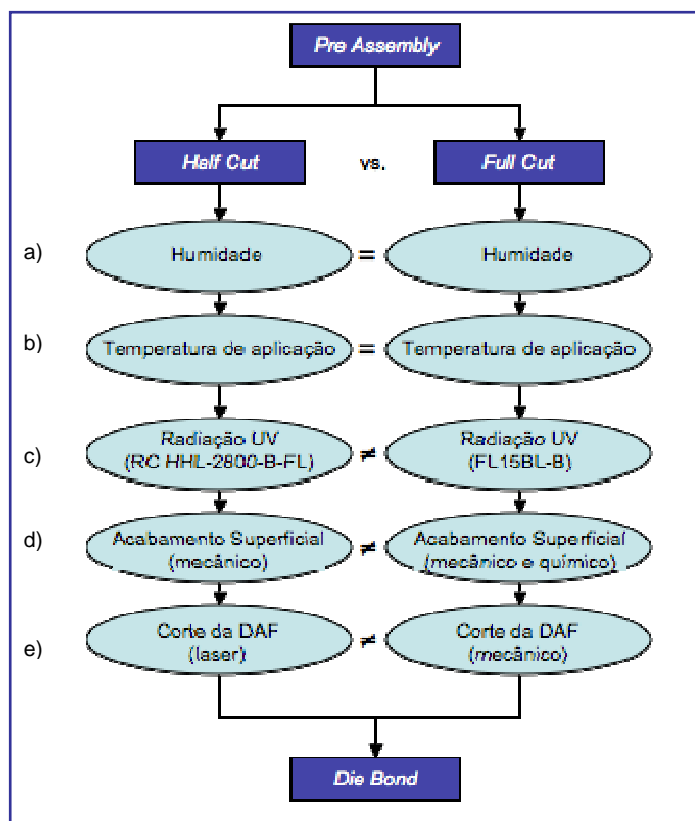 Pre Assembly
Half Cut vs. Full Cut
a) Humidade = Humidade
b) Temperatura de aplicação = Temperatura de aplicação
c) Radiação UV ≠ Radiação UV
(RC HHL-2800-B-FL) (FL15BL-B)
d) Acabamento Superficial ≠ Acabamento Superficial
(mecânico) (mecânico e químico)
e) Corte da DAF ≠ Corte da DAF
(laser) (mecânico)
Die Bond